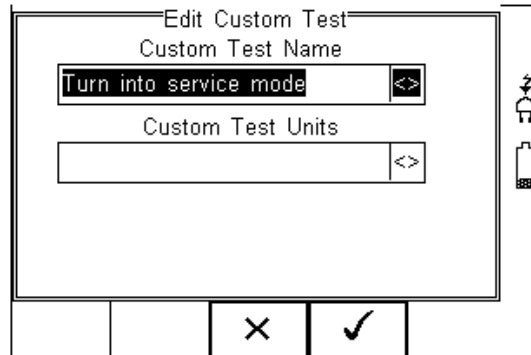 Edit Custom Test
Custom Test Name
Turn into service mode <>
Custom Test Units
<>